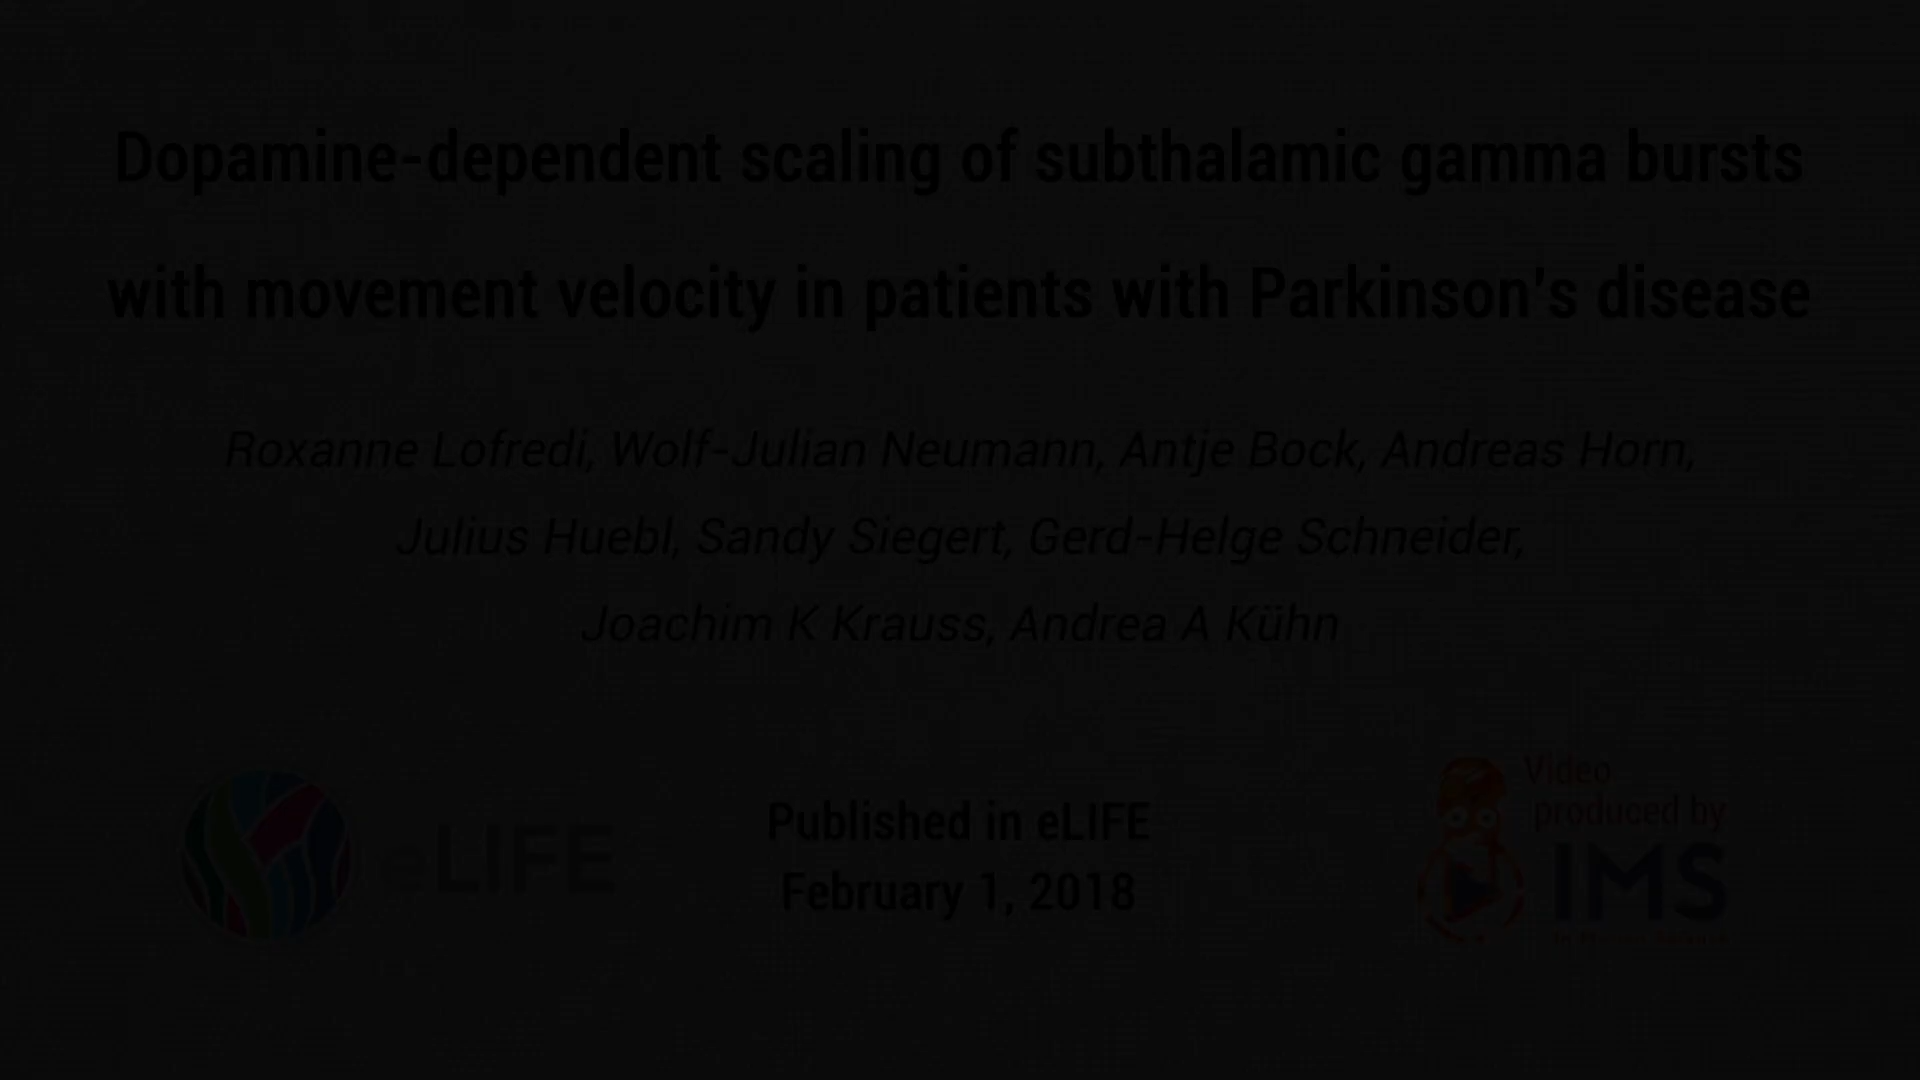 Dopamine-dependent scaling of subthalamic gamma bursts
with movement velocity in patients with Parkinson's disease
Roxanne Lofredi, Wolf-Julian Neumann, Antje Bock, Andreas Horn,
Julius Huebl, Sandy Siegert, Gerd-Helge Schneider,
Joachim K Krauss, Andrea A Kühn
eLIFE
Published in eLIFE
February 1, 2018
Video
produced by
IMS